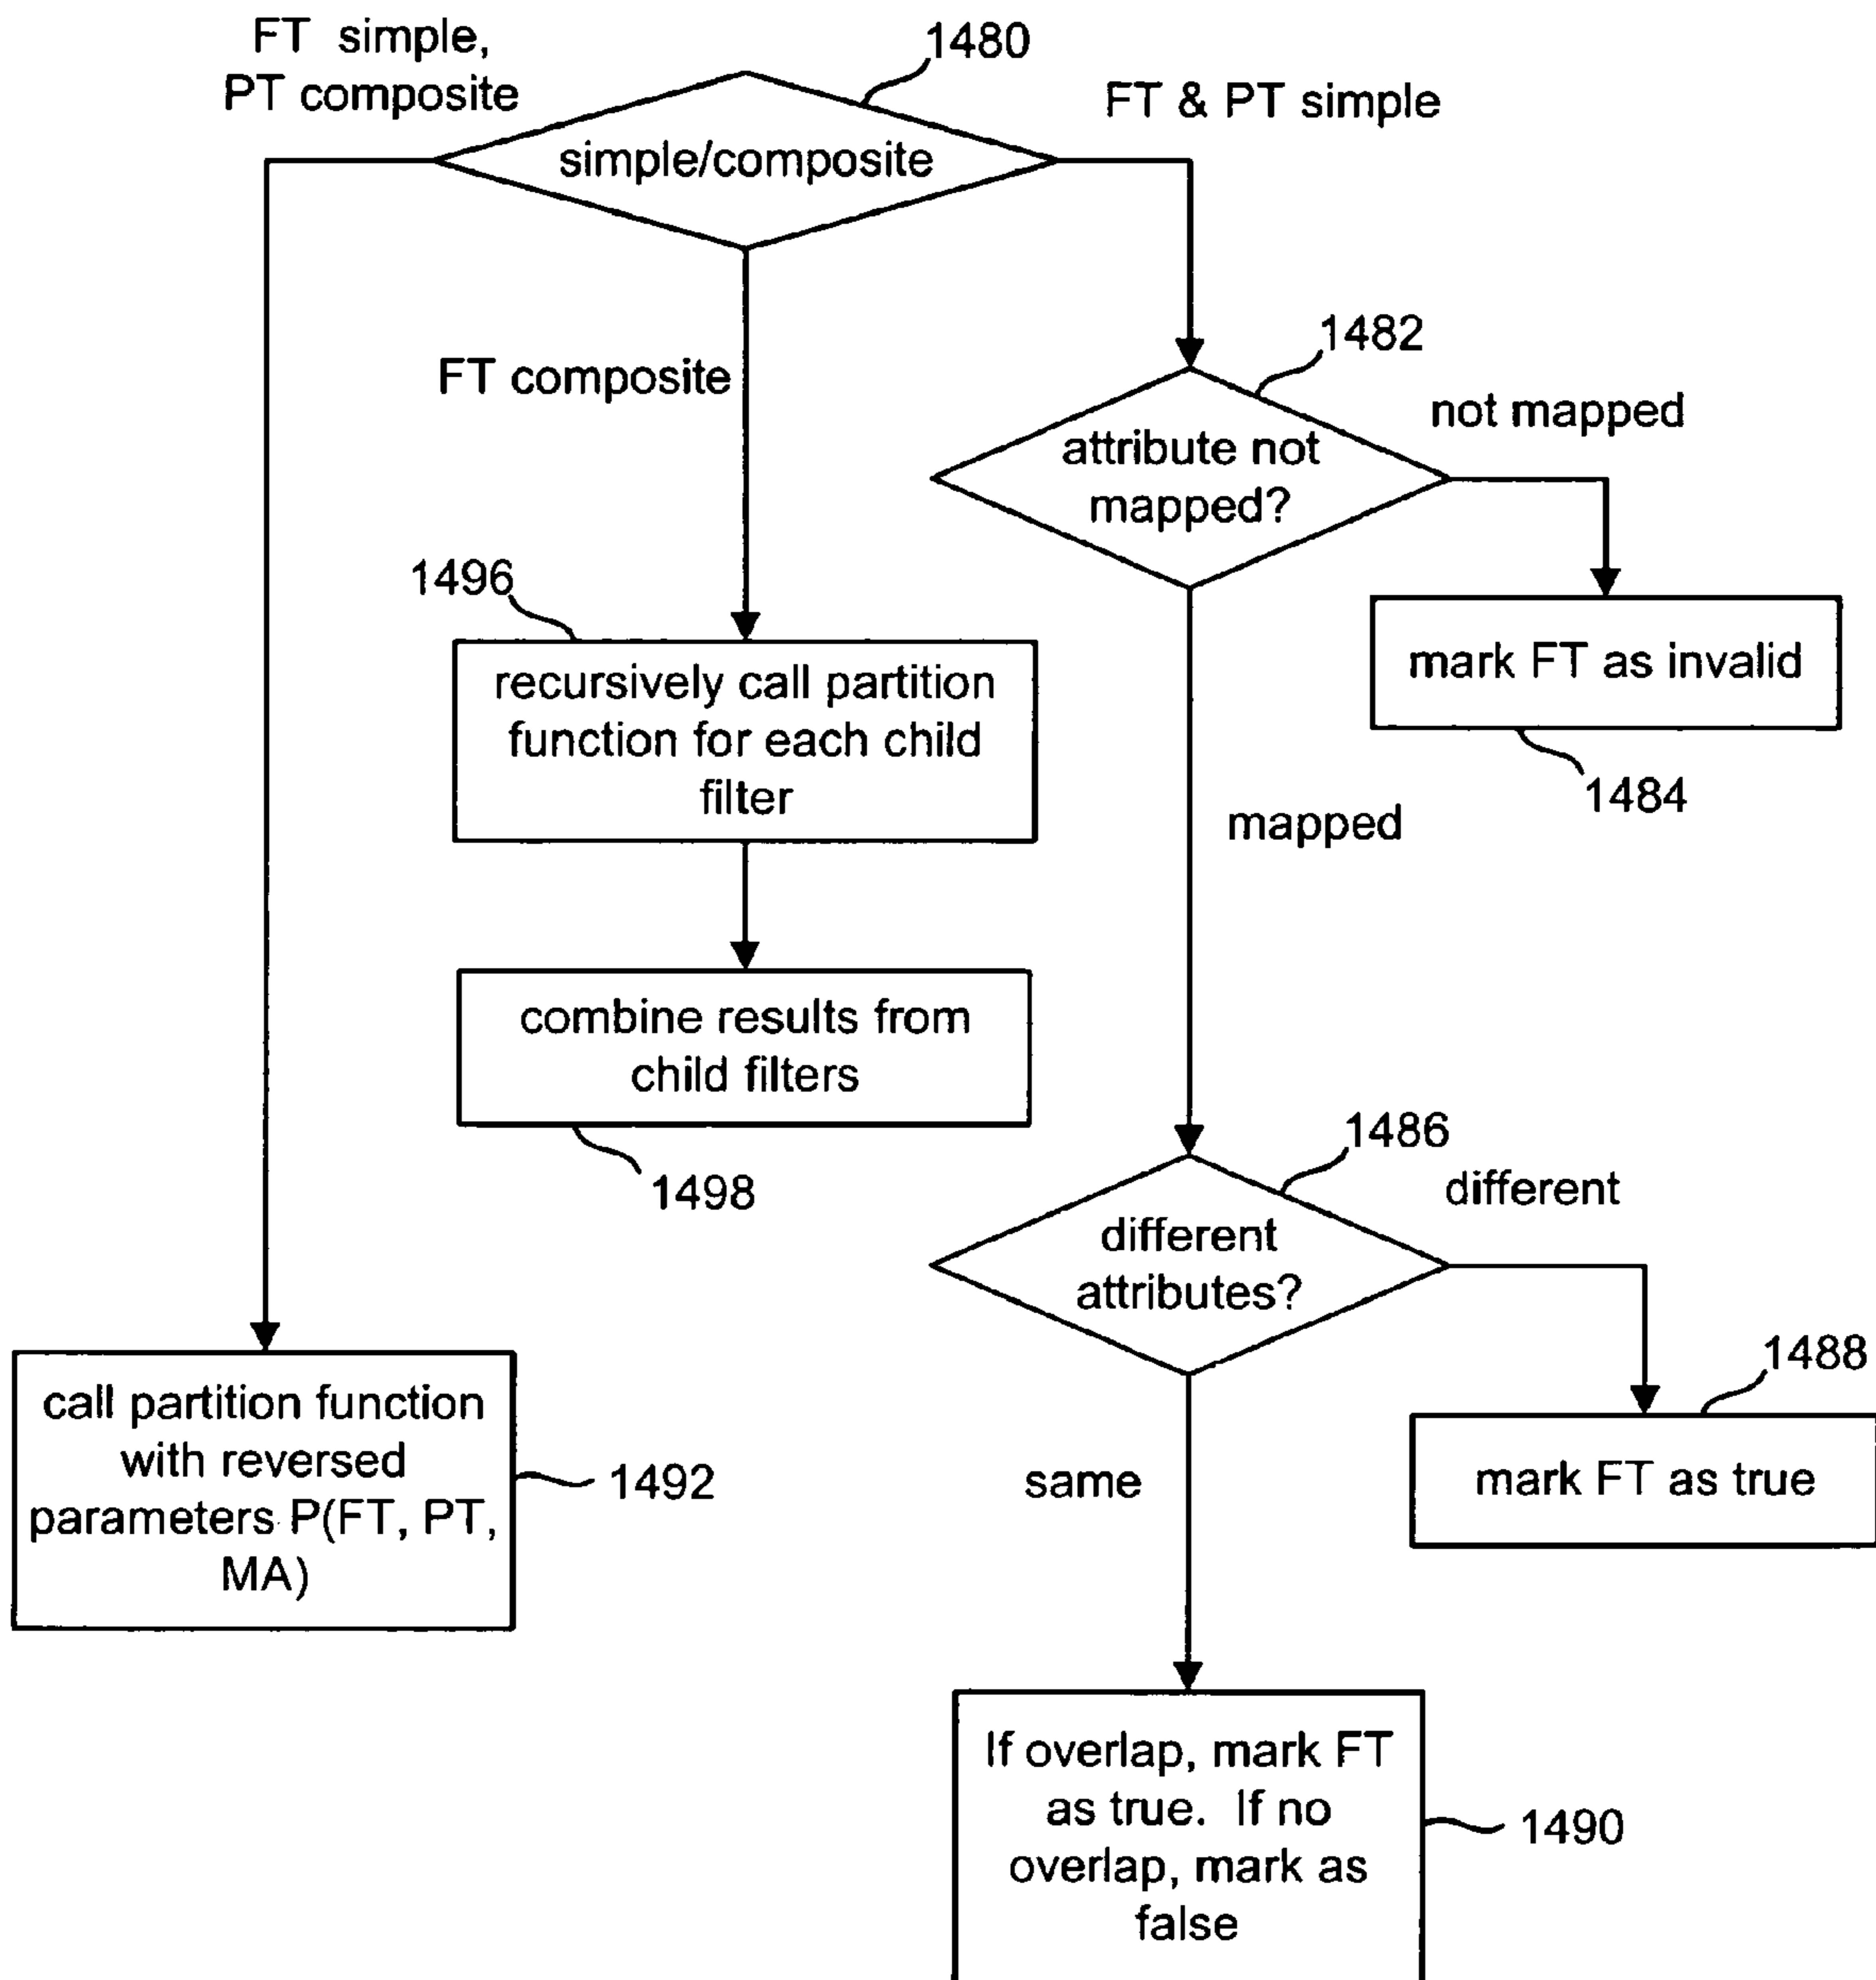 FT simple,
PT composite
1480
FT & PT simple
simple/composite
1482
FT composite
not mapped
attribute not
mapped?
1496
recursively call partition
function for each child
filter
mark FT as invalid
1484
mapped
combine results from
child filters
1498
1486
different
different
attributes?
1488
call partition function
with reversed
parameters P(FT, PT,
MA)
1492
same
mark FT as true
If overlap, mark FT
as true. If no
overlap, mark as
false
1490